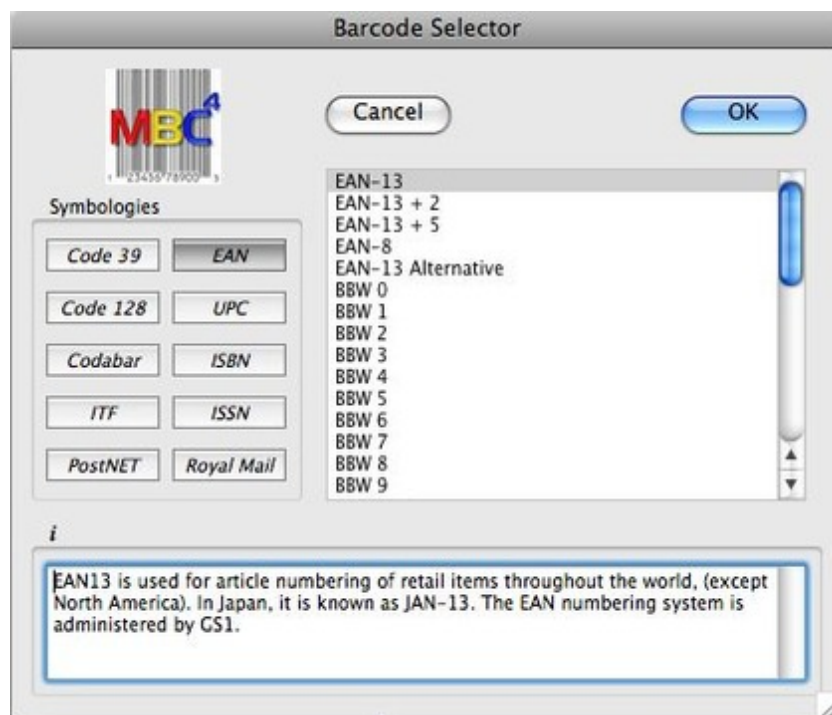 Barcode Selector
MBC4
1 23456 78900 5
Cancel
OK
Symbologies
Code 39
EAN
Code 128
UPC
Codabar
ISBN
ITF
ISSN
PostNET
Royal Mail
EAN-13
EAN-13 + 2
EAN-13 + 5
EAN-8
EAN-13 Alternative
BBW 0
BBW 1
BBW 2
BBW 3
BBW 4
BBW 5
BBW 6
BBW 7
BBW 8
BBW 9
i
EAN13 is used for article numbering of retail items throughout the world, (except
North America). In Japan, it is known as JAN-13. The EAN numbering system is
administered by GS1.